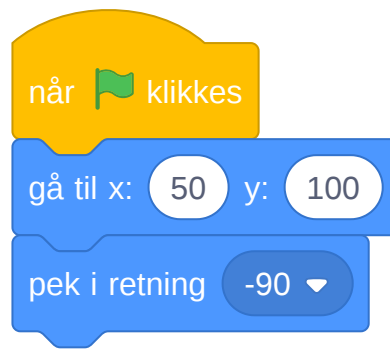 når klikkes
gå til x: 50 y: 100
pek i retning -90